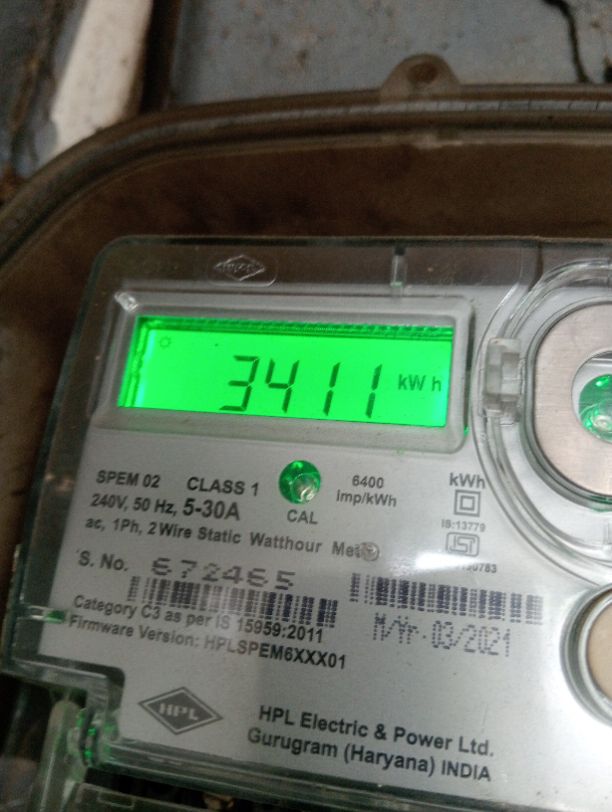 3411 kWh
SPEM 02 CLASS 1
6400 imp/kWh
kWh
240V, 50 Hz, 5-30A
CAL
IS:13779
ac, 1Ph, 2 Wire Static Watthour
ISI
S. No. 672465
Category C3 as per IS 15959:2011
M/Yr-03/2021
Firmware Version: HPLSPEM6XXX01
HPL
HPL Electric & Power Ltd.
Gurugram (Haryana) INDIA